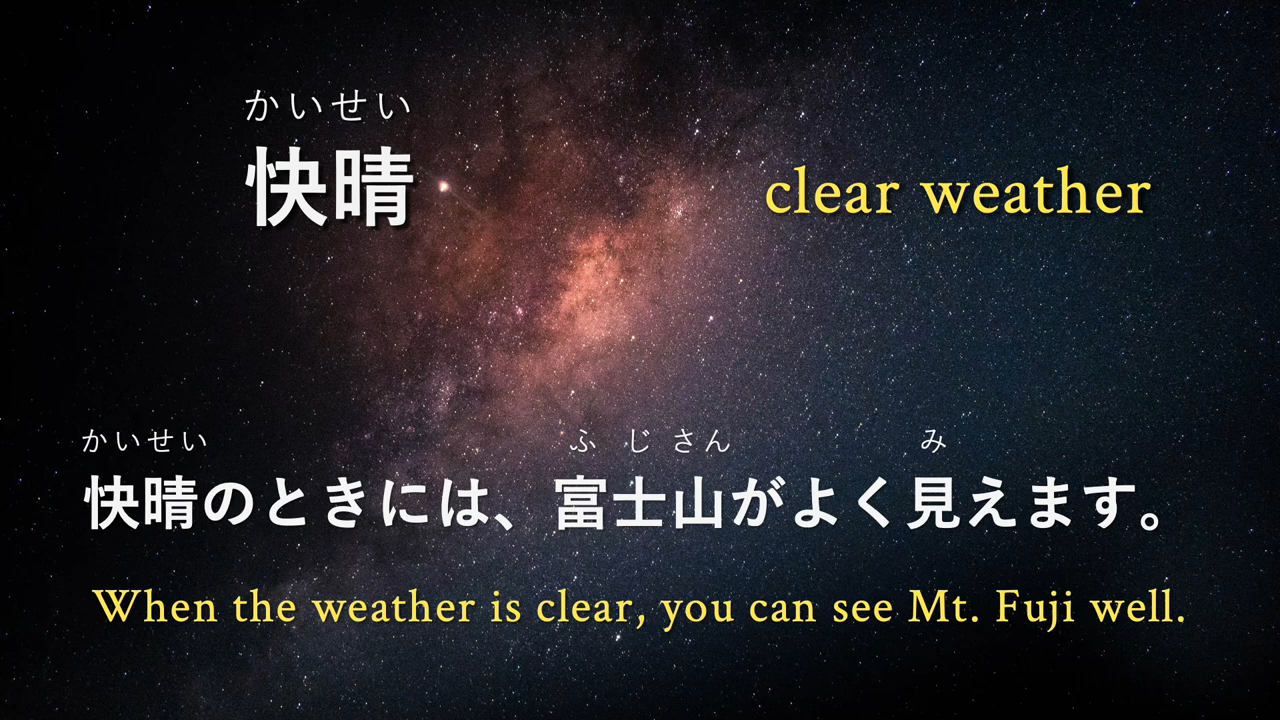 かいせい
快晴
clear weather
かいせい ふ じ さん み
快晴のときには、富士山がよく見えます。
When the weather is clear, you can see Mt. Fuji well.